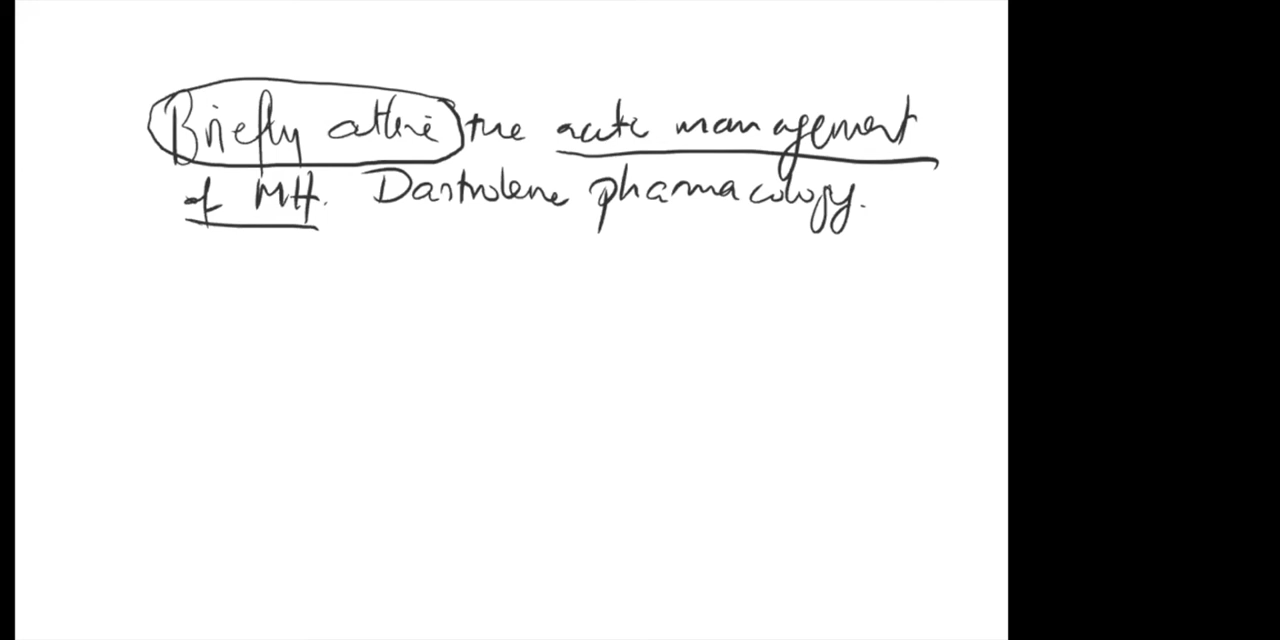 Briefly outline the acute management
of MH. Dantrolene pharmacology.